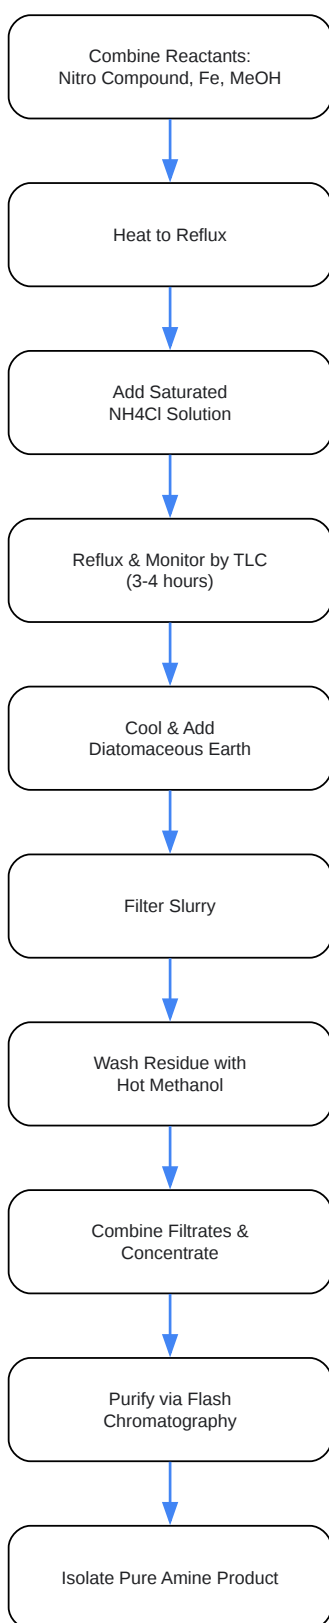 Combine Reactants:
Nitro Compound, Fe, MeOH
Heat to Reflux
Add Saturated
NH4Cl Solution
Reflux & Monitor by TLC
(3-4 hours)
Cool & Add
Diatomaceous Earth
Filter Slurry
Wash Residue with
Hot Methanol
Combine Filtrates &
Concentrate
Purify via Flash
Chromatography
Isolate Pure Amine Product